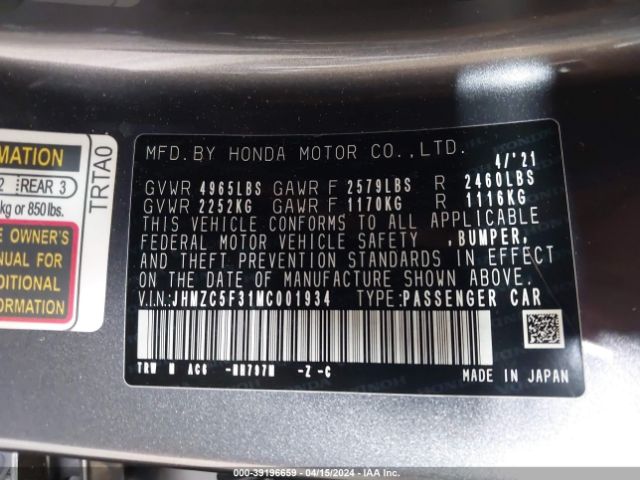 MATION
2 REAR 3
kg or 850 lbs.
E OWNER'S
NUAL FOR
DITIONAL
ORMATION
TRTA0
MFD. BY HONDA MOTOR CO., LTD. 4/'21
GVWR 4965LBS GAWR F 2579LBS R 2460LBS
GVWR 2252KG GAWR F 1170KG R 1116KG
THIS VEHICLE CONFORMS TO ALL APPLICABLE
FEDERAL MOTOR VEHICLE SAFETY ,BUMPER,
AND THEFT PREVENTION STANDARDS IN EFFECT
ON THE DATE OF MANUFACTURE SHOWN ABOVE.
V.I.N:JHMZC5F31MC001934 TYPE:PASSENGER CAR
-Z -C
MADE IN JAPAN
000-39196659 - 04/15/2024 - IAA Inc.